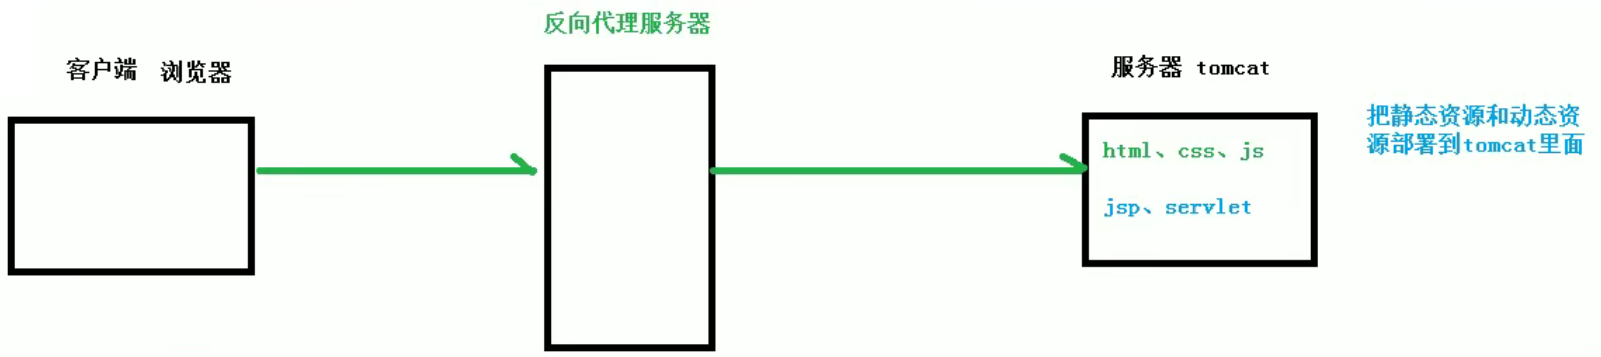 反向代理服务器
客户端 浏览器
服务器 tomcat
把静态资源和动态资
源部署到tomcat里面
html、css、js
jsp、servlet